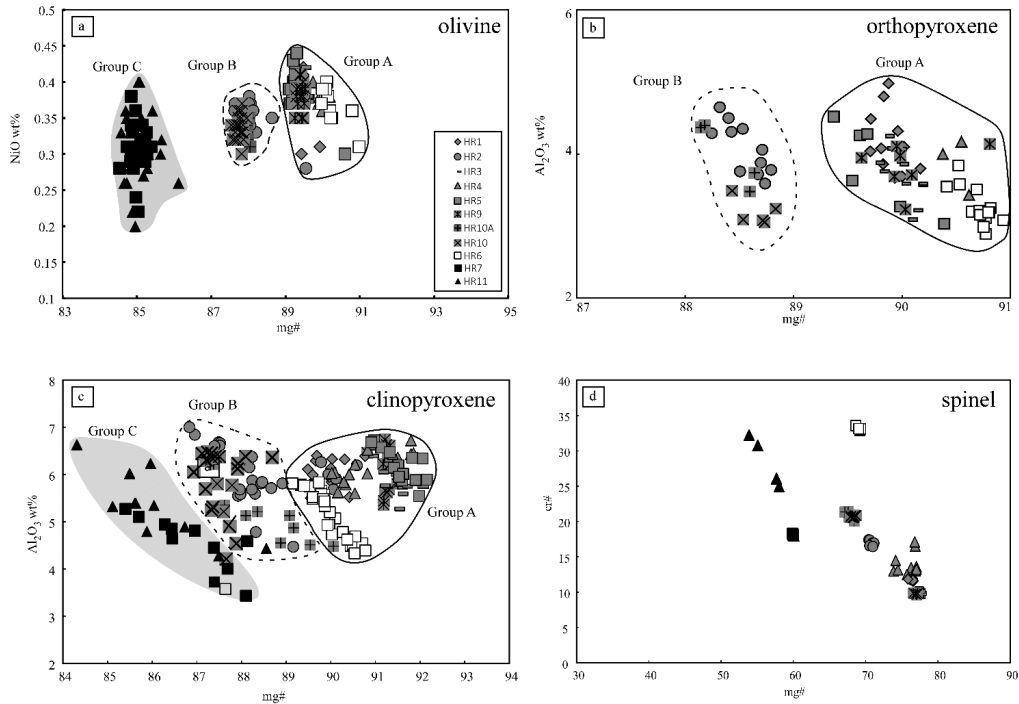 a
olivine
NiO wt%
0.5
0.45
0.4
0.35
0.3
0.25
0.2
0.15
0.1
Group C
Group B
Group A
HR1
HR2
HR3
HR4
HR5
HR9
HR10A
HR10
HR6
HR7
HR11
83 85 87 89 91 93 95
mg#
b
orthopyroxene
Al2O3 wt%
6
4
2
Group B
Group A
87 88 89 90 91
mg#
c
clinopyroxene
Al2O3 wt%
8
7
6
5
4
3
2
Group C
Group B
Group A
84 85 86 87 88 89 90 91 92 93 94
mg#
d
spinel
cr#
40
35
30
25
20
15
10
5
0
30 40 50 60 70 80 90
mg#